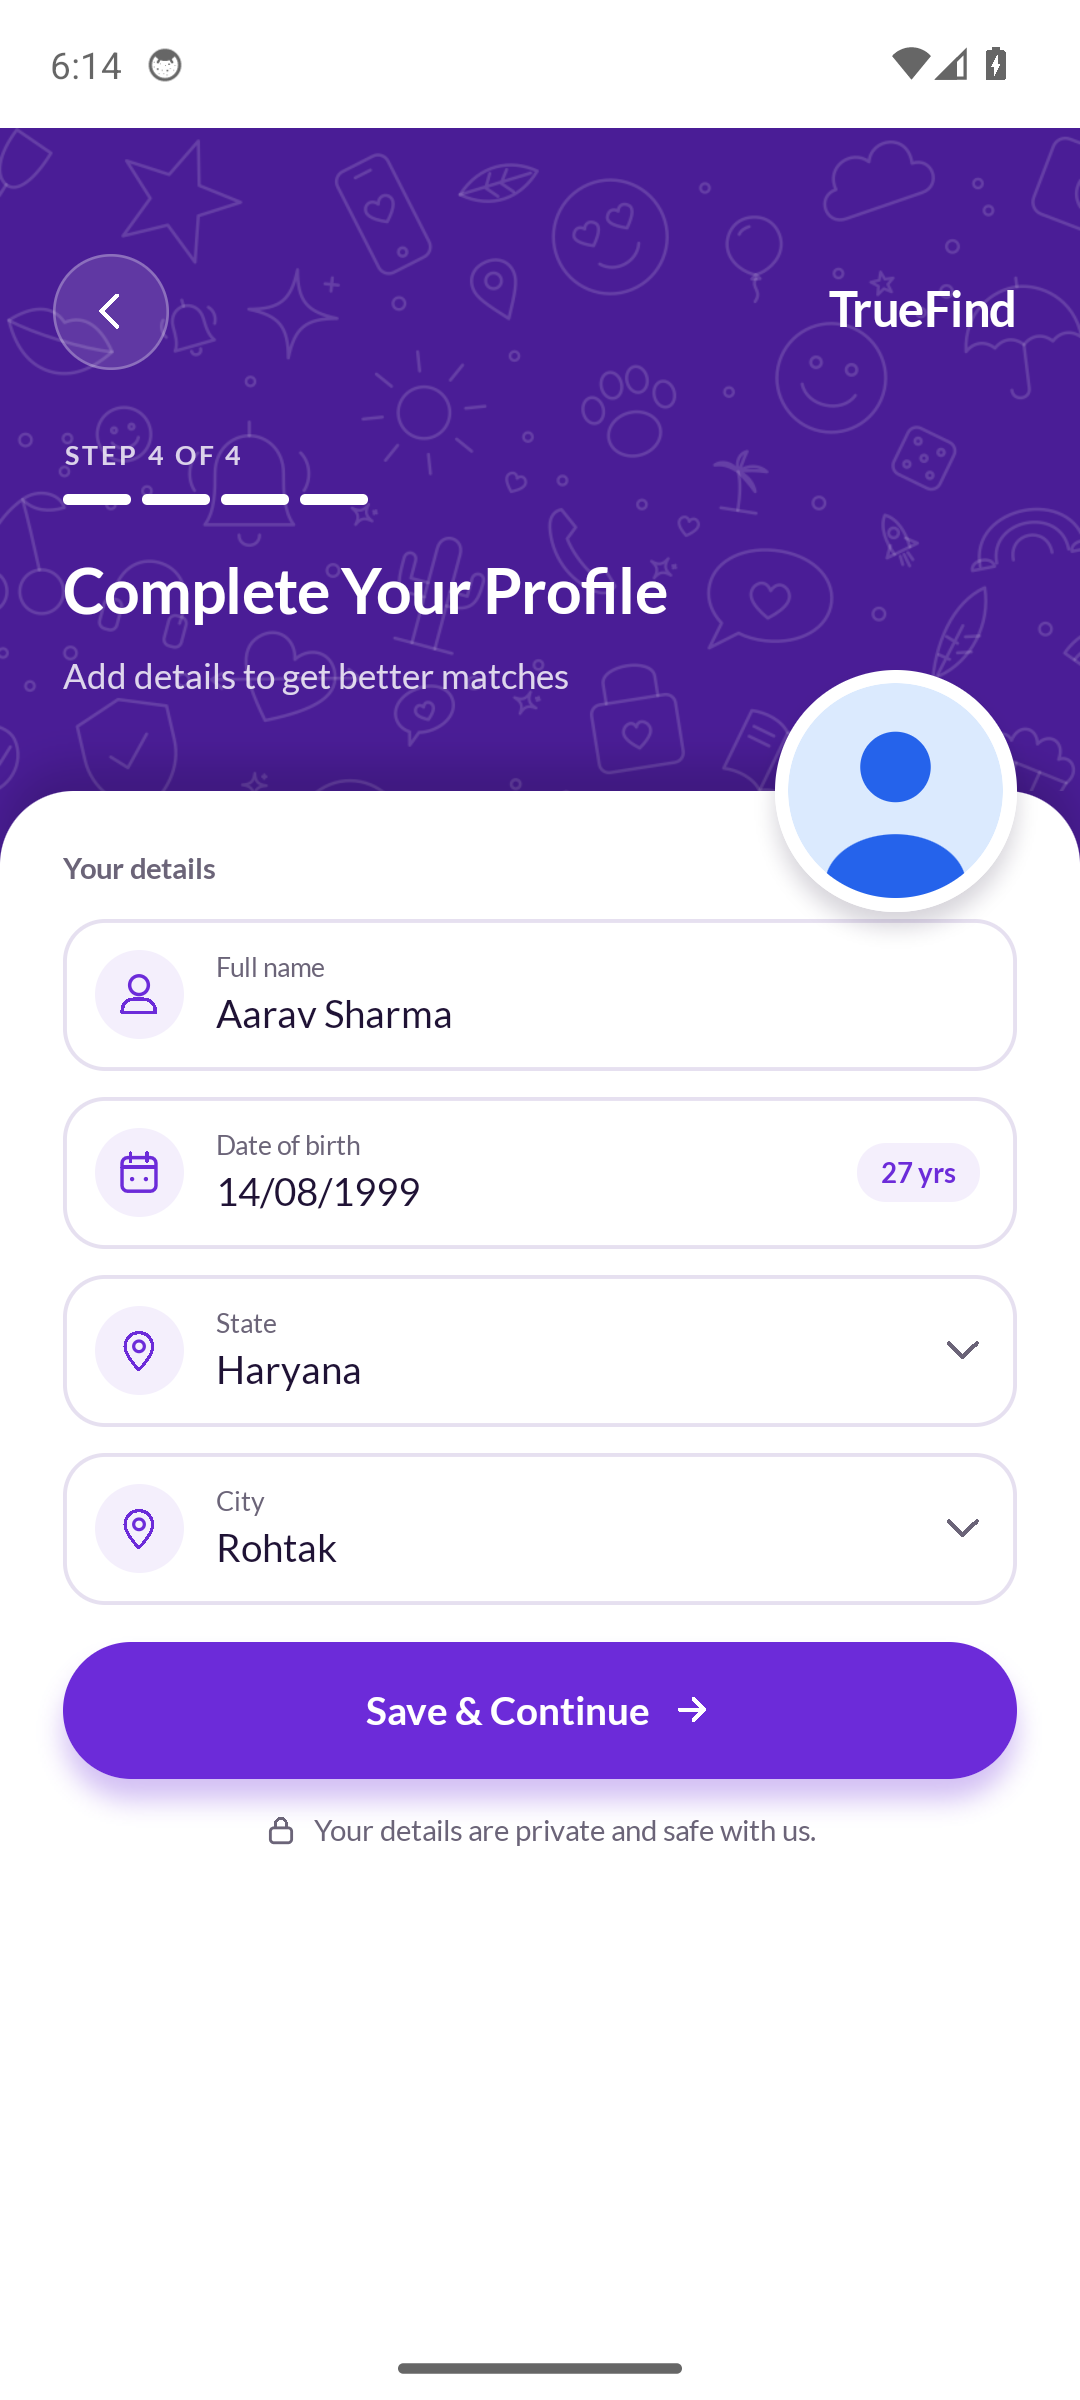 6:14
TrueFind
STEP 4 OF 4
Complete Your Profile
Add details to get better matches
Your details
Full name
Aarav Sharma
Date of birth
14/08/1999
27 yrs
State
Haryana
City
Rohtak
Save & Continue
Your details are private and safe with us.